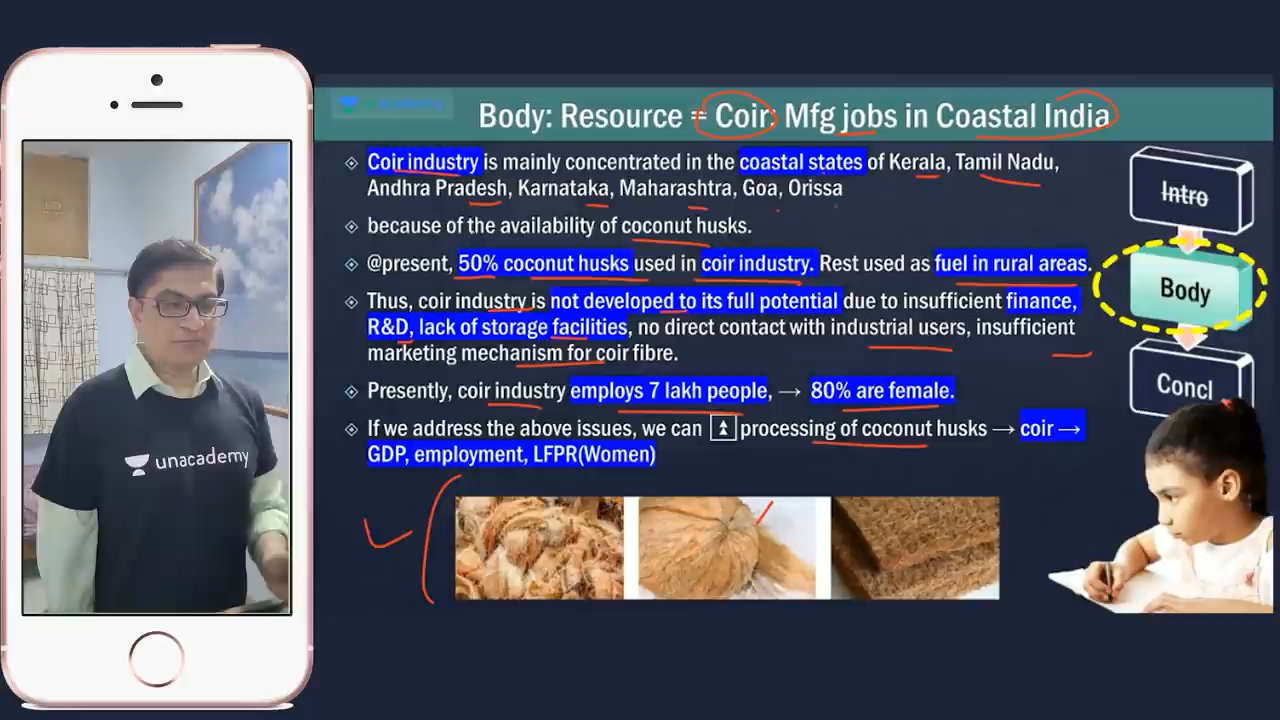 Body: Resource = Coir: Mfg jobs in Coastal India
Coir industry is mainly concentrated in the coastal states of Kerala, Tamil Nadu,
Andhra Pradesh, Karnataka, Maharashtra, Goa, Orissa
because of the availability of coconut husks.
@present, 50% coconut husks used in coir industry. Rest used as fuel in rural areas.
Thus, coir industry is not developed to its full potential due to insufficient finance,
R&D, lack of storage facilities, no direct contact with industrial users, insufficient
marketing mechanism for coir fibre.
Presently, coir industry employs 7 lakh people, → 80% are female.
If we address the above issues, we can processing of coconut husks → coir →
GDP, employment, LFPR(Women)
Intro
Body
Concl
unacademy